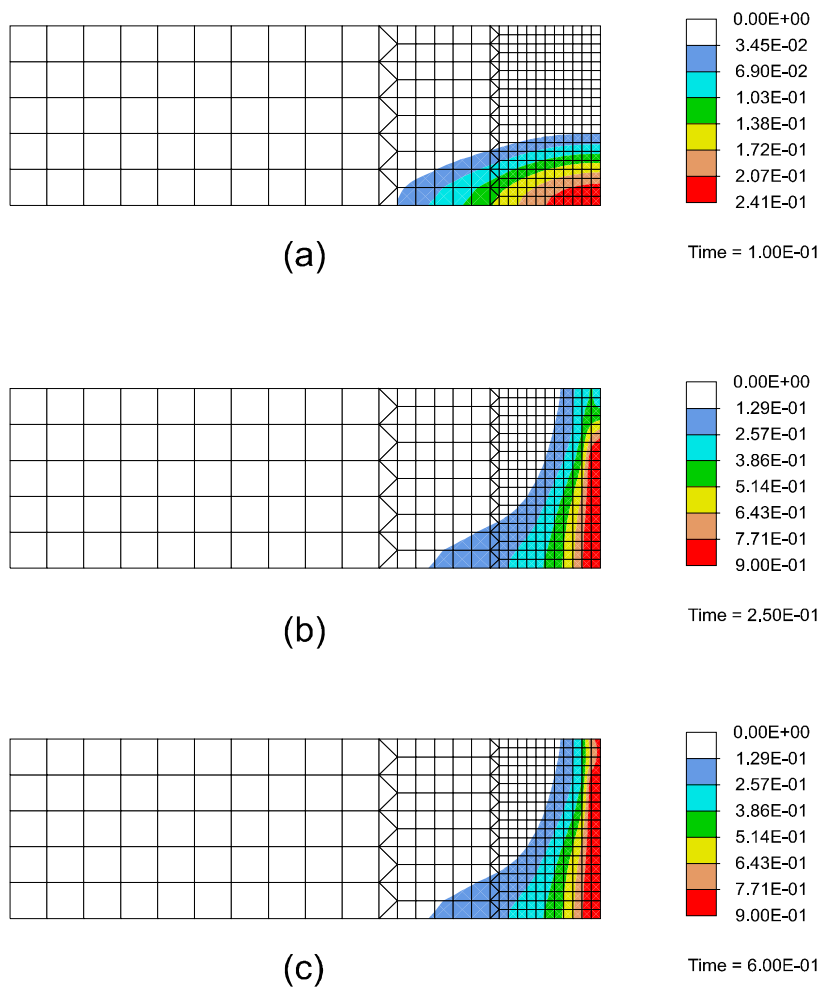 0.00E+00
3.45E-02
6.90E-02
1.03E-01
1.38E-01
1.72E-01
2.07E-01
2.41E-01
Time = 1.00E-01
(a)
0.00E+00
1.29E-01
2.57E-01
3.86E-01
5.14E-01
6.43E-01
7.71E-01
9.00E-01
Time = 2.50E-01
(b)
0.00E+00
1.29E-01
2.57E-01
3.86E-01
5.14E-01
6.43E-01
7.71E-01
9.00E-01
Time = 6.00E-01
(c)